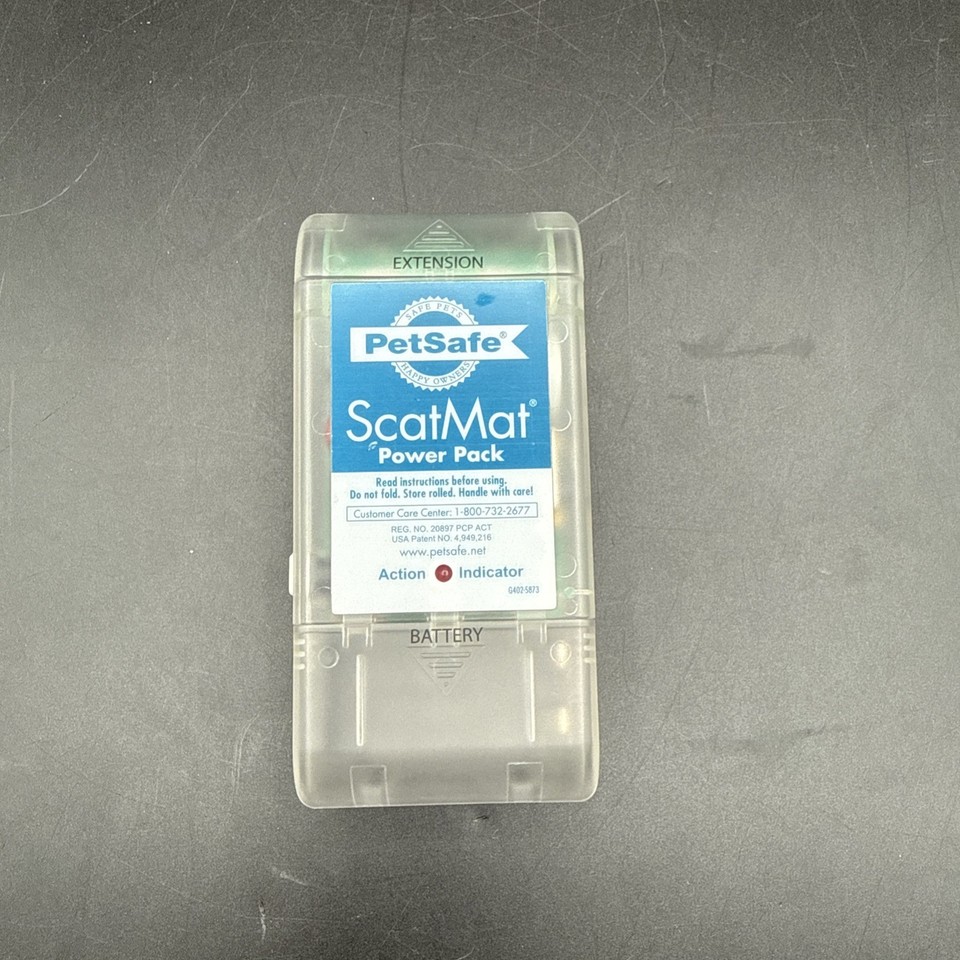 EXTENSION
SAFE PETS
PetSafe®
HAPPY OWNERS
ScatMat®
Power Pack
Read instructions before using.
Do not fold. Store rolled. Handle with care!
Customer Care Center: 1-800-732-2677
REG. NO. 20897 PCP ACT
USA Patent NO. 4,949,216
www.petsafe.net
Action Indicator
G402-5873
BATTERY